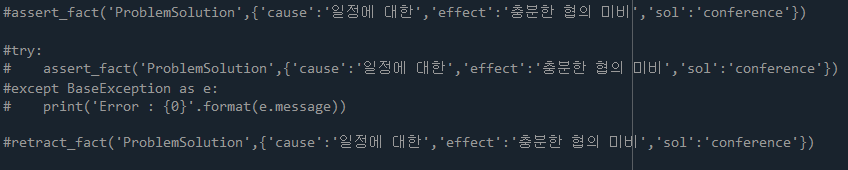 #assert_fact('ProblemSolution',{'cause':'일정에 대한','effect':'충분한 협의 미비','sol':'conference'})
#try:
#    assert_fact('ProblemSolution',{'cause':'일정에 대한','effect':'충분한 협의 미비','sol':'conference'})
#except BaseException as e:
#    print('Error : {0}'.format(e.message))
#retract_fact('ProblemSolution',{'cause':'일정에 대한','effect':'충분한 협의 미비','sol':'conference'})